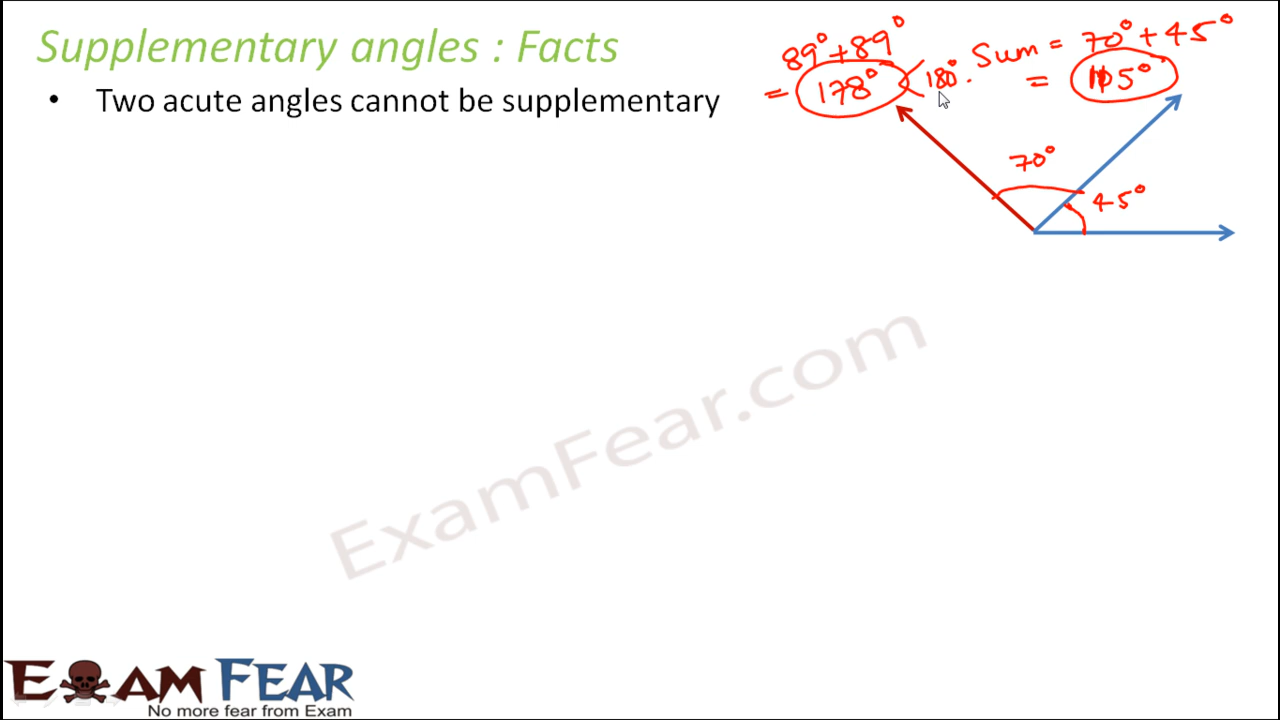 Supplementary angles : Facts
• Two acute angles cannot be supplementary
89° + 89°
= 178° < 180°.
Sum = 70° + 45°
= 115°
70°
45°
ExamFear.com
EXAM FEAR
No more fear from Exam